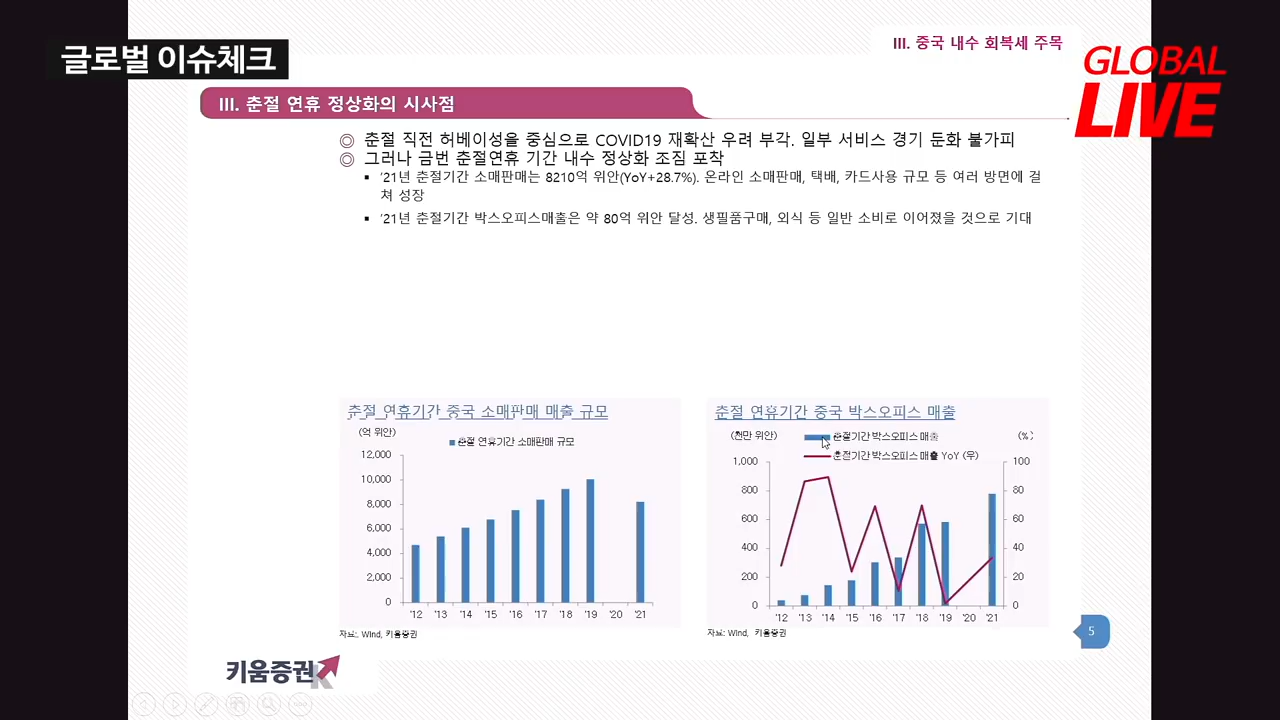 글로벌 이슈체크
III. 중국 내수 회복세 주목
GLOBAL
LIVE
III. 춘절 연휴 정상화의 시사점
◎ 춘절 직전 허베이성을 중심으로 COVID19 재확산 우려 부각. 일부 서비스 경기 둔화 불가피
◎ 그러나 금번 춘절연휴 기간 내수 정상화 조짐 포착
▪ ’21년 춘절기간 소매판매는 8210억 위안(YoY+28.7%). 온라인 소매판매, 택배, 카드사용 규모 등 여러 방면에 걸
쳐 성장
▪ ’21년 춘절기간 박스오피스매출은 약 80억 위안 달성. 생필품구매, 외식 등 일반 소비로 이어졌을 것으로 기대
춘절 연휴기간 중국 소매판매 매출 규모
(억 위안)
춘절 연휴기간 소매판매 규모
12,000
10,000
8,000
6,000
4,000
2,000
0
'12 '13 '14 '15 '16 '17 '18 '19 '20 '21
자료:, Wind, 키움증권
춘절 연휴기간 중국 박스오피스 매출
(천만 위안) (%)
춘절기간 박스오피스 매출
춘절기간 박스오피스 매출 YoY (우)
1,000 100
800 80
600 60
400 40
200 20
0 0
'12 '13 '14 '15 '16 '17 '18 '19 '20 '21
자료: Wind, 키움증권
5
키움증권